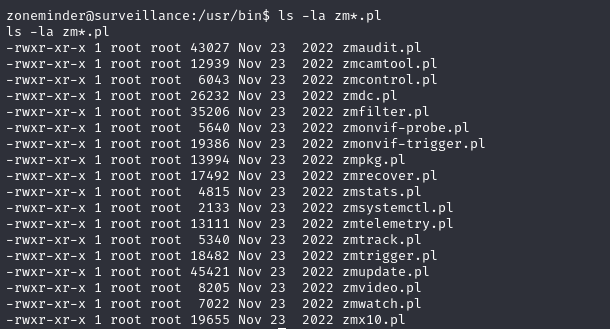 zoneminder@surveillance:/usr/bin$ ls -la zm*.pl
ls -la zm*.pl
-rwxr-xr-x 1 root root 43027 Nov 23  2022 zmaudit.pl
-rwxr-xr-x 1 root root 12939 Nov 23  2022 zmcamtool.pl
-rwxr-xr-x 1 root root  6043 Nov 23  2022 zmcontrol.pl
-rwxr-xr-x 1 root root 26232 Nov 23  2022 zmdc.pl
-rwxr-xr-x 1 root root 35206 Nov 23  2022 zmfilter.pl
-rwxr-xr-x 1 root root  5640 Nov 23  2022 zmonvif-probe.pl
-rwxr-xr-x 1 root root 19386 Nov 23  2022 zmonvif-trigger.pl
-rwxr-xr-x 1 root root 13994 Nov 23  2022 zmpkg.pl
-rwxr-xr-x 1 root root 17492 Nov 23  2022 zmrecover.pl
-rwxr-xr-x 1 root root  4815 Nov 23  2022 zmstats.pl
-rwxr-xr-x 1 root root  2133 Nov 23  2022 zmsystemctl.pl
-rwxr-xr-x 1 root root 13111 Nov 23  2022 zmtelemetry.pl
-rwxr-xr-x 1 root root  5340 Nov 23  2022 zmtrack.pl
-rwxr-xr-x 1 root root 18482 Nov 23  2022 zmtrigger.pl
-rwxr-xr-x 1 root root 45421 Nov 23  2022 zmupdate.pl
-rwxr-xr-x 1 root root  8205 Nov 23  2022 zmvideo.pl
-rwxr-xr-x 1 root root  7022 Nov 23  2022 zmwatch.pl
-rwxr-xr-x 1 root root 19655 Nov 23  2022 zmx10.pl